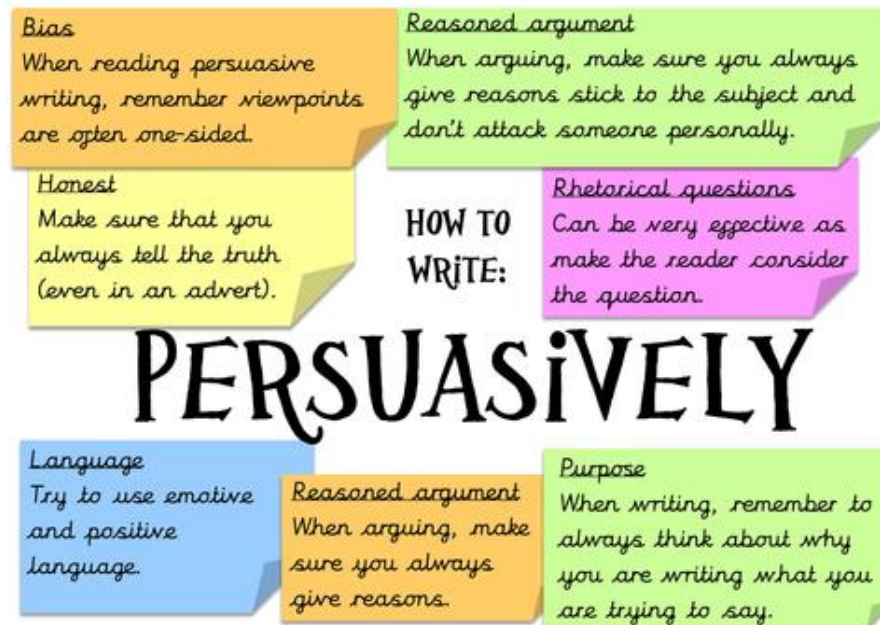 Bias
When reading persuasive
writing, remember viewpoints
are often one-sided.
Reasoned argument
When arguing, make sure you always
give reasons stick to the subject and
don't attack someone personally.
Honest
Make sure that you
always tell the truth
(even in an advert).
HOW TO
WRITE:
Rhetorical questions
Can be very effective as
make the reader consider
the question.
PERSUASIVELY
Language
Try to use emotive
and positive
language.
Reasoned argument
When arguing, make
sure you always
give reasons.
Purpose
When writing, remember to
always think about why
you are writing what you
are trying to say.